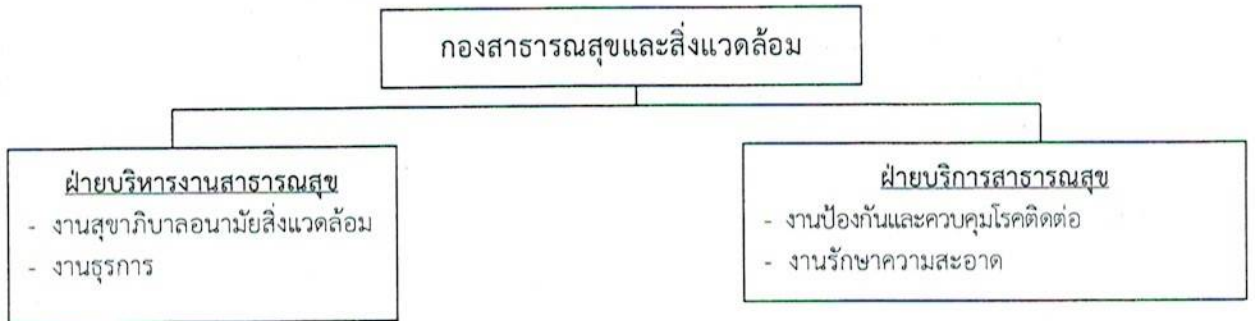 กองสาธารณสุขและสิ่งแวดล้อม
ฝ่ายบริหารงานสาธารณสุข
- งานสุขาภิบาลอนามัยสิ่งแวดล้อม
- งานธุรการ
ฝ่ายบริการสาธารณสุข
- งานป้องกันและควบคุมโรคติดต่อ
- งานรักษาความสะอาด